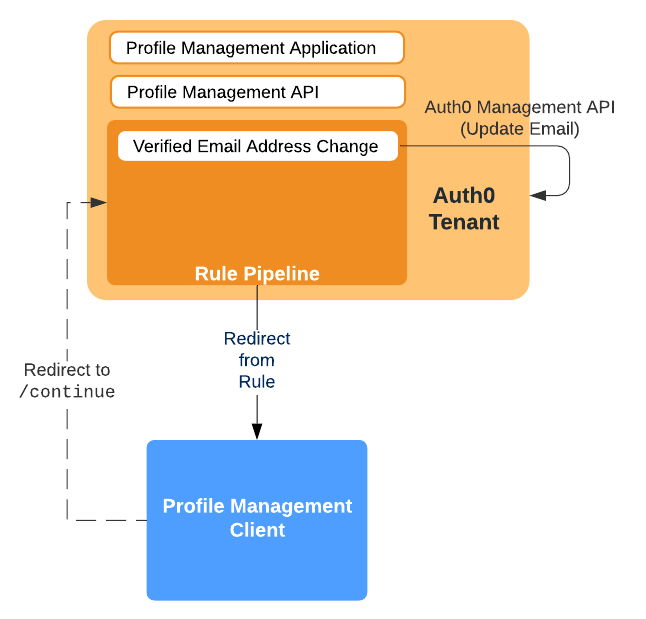 Profile Management Application
Profile Management API
Auth0 Management API
(Update Email)
Verified Email Address Change
Auth0
Tenant
Rule Pipeline
Redirect
from
Rule
Redirect to
/continue
Profile Management
Client